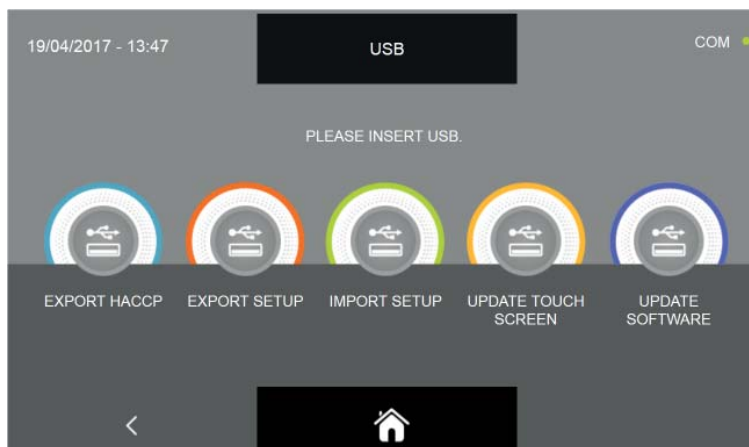 19/04/2017 - 13:47
USB
COM
PLEASE INSERT USB.
EXPORT HACCP
EXPORT SETUP
IMPORT SETUP
UPDATE TOUCH
SCREEN
UPDATE
SOFTWARE